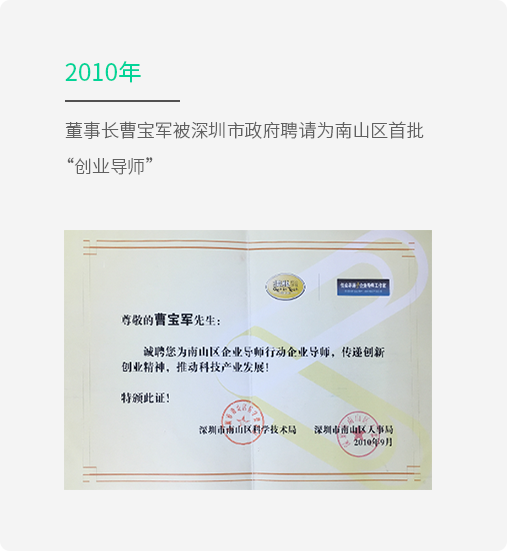 2010年
董事长曹宝军被深圳市政府聘请为南山区首批
“创业导师”
尊敬的曹宝军先生：
诚聘您为南山区企业导师行动企业导师，传递创新
创业精神，推动科技产业发展！
特颁此证！
深圳市南山区科学技术局 深圳市南山区人事局
2010年9月